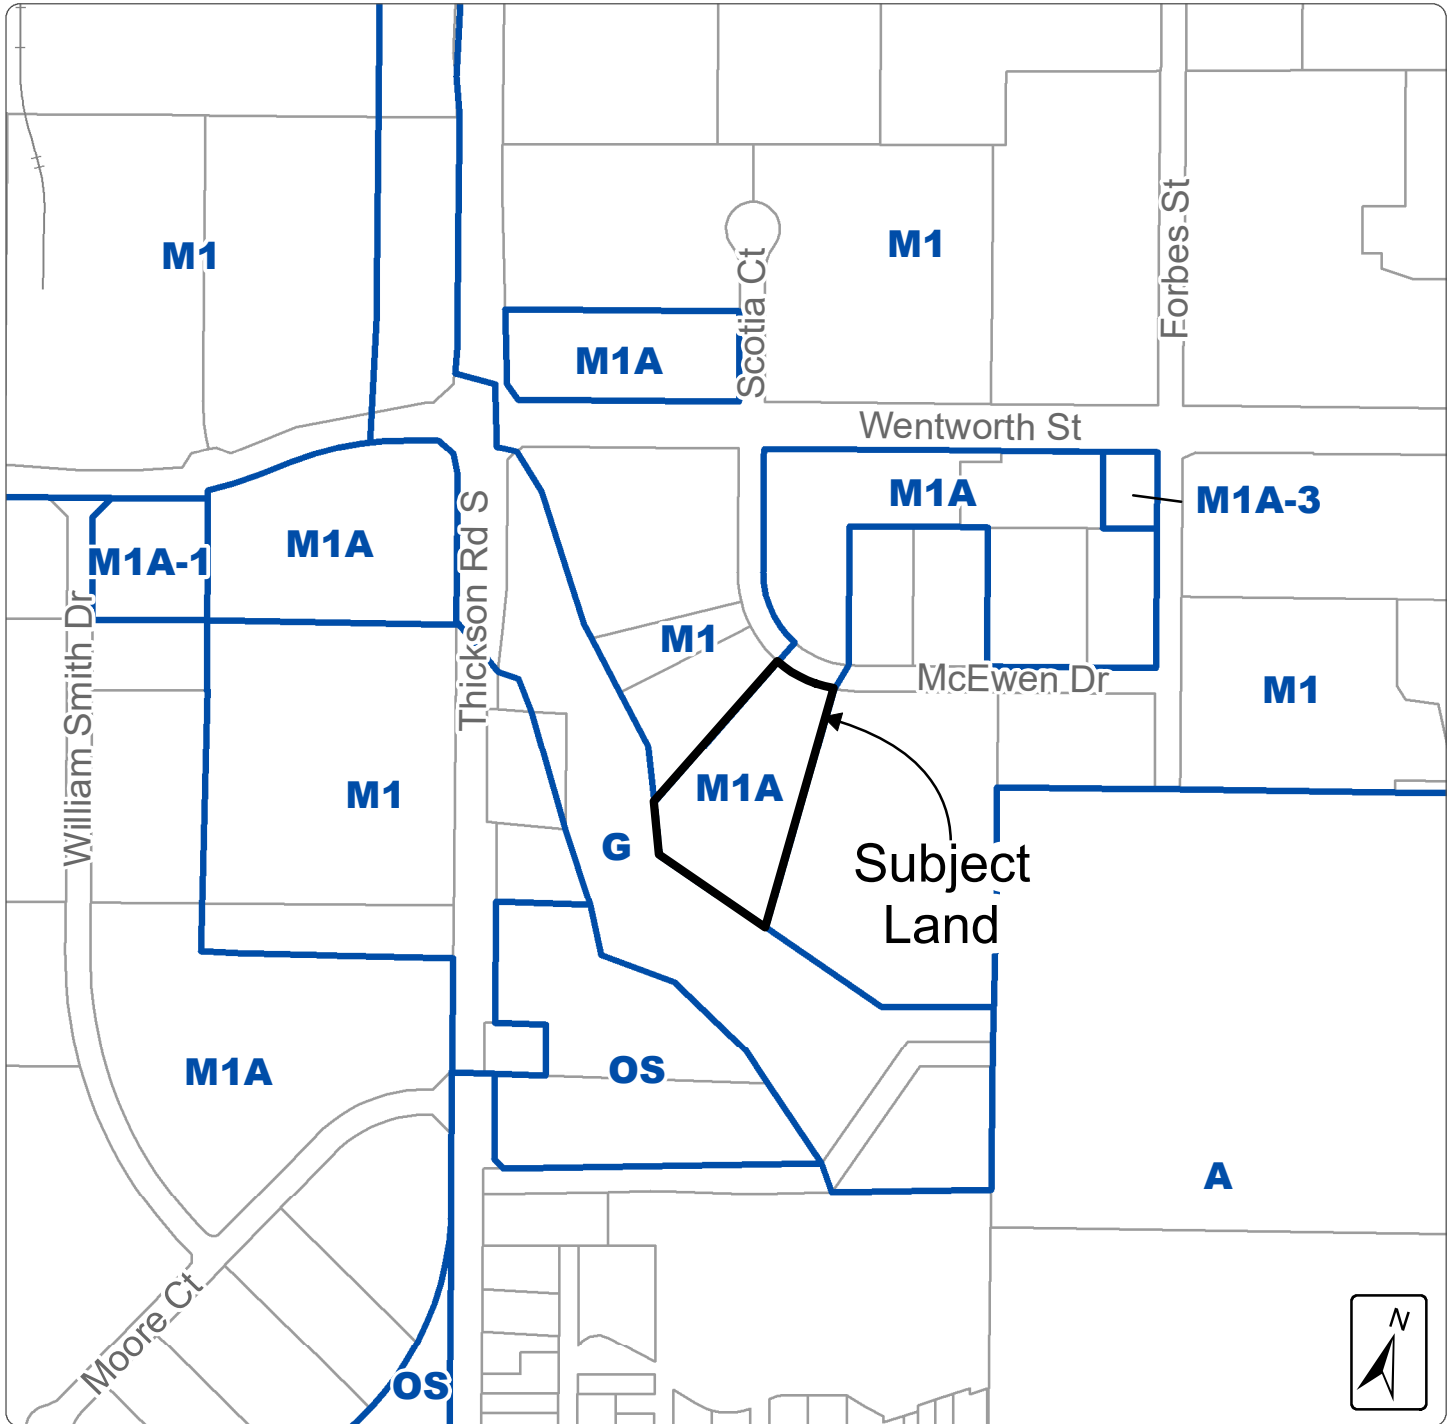 M1
M1
Forbes St
Scotia Ct
M1A
Wentworth St
M1A
M1A-3
M1A-1
M1A
Thickson Rd S
William Smith Dr
M1
McEwen Dr
M1
M1
M1A
G
Subject
Land
M1A
OS
A
Moore Ct
OS
N